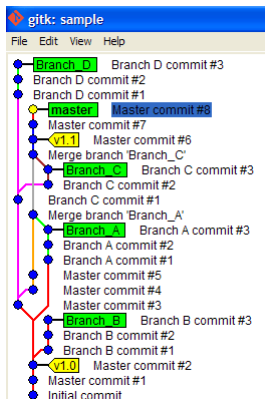 gitk: sample
File Edit View Help
Branch_D Branch D commit #3
Branch D commit #2
Branch D commit #1
master Master commit #8
Master commit #7
v1.1 Master commit #6
Merge branch 'Branch_C'
Branch_C Branch C commit #3
Branch C commit #2
Branch C commit #1
Merge branch 'Branch_A'
Branch_A Branch A commit #3
Branch A commit #2
Branch A commit #1
Master commit #5
Master commit #4
Master commit #3
Branch_B Branch B commit #3
Branch B commit #2
Branch B commit #1
v1.0 Master commit #2
Master commit #1
Initial commit